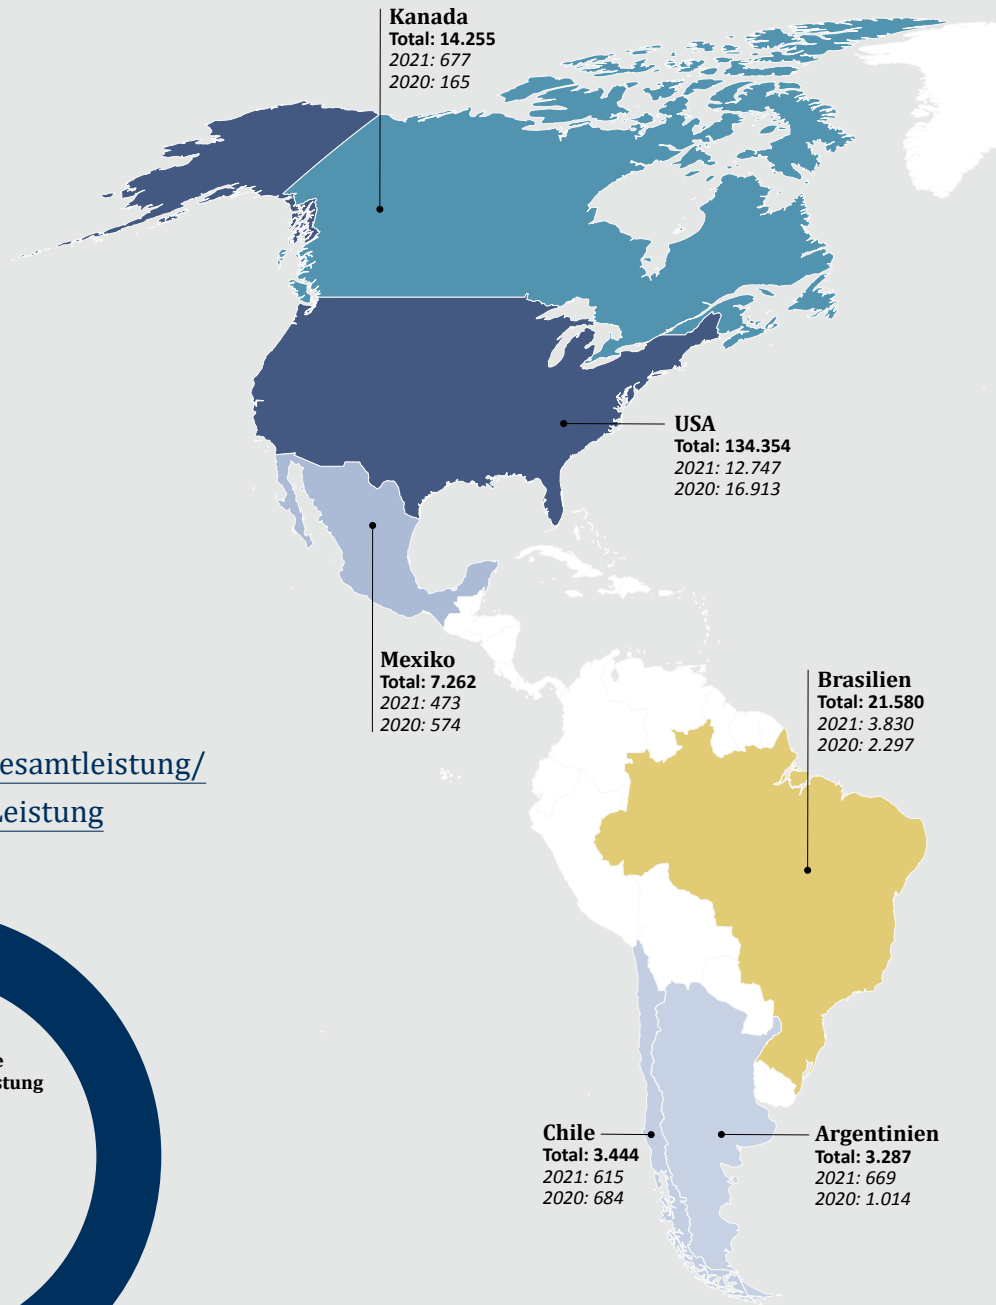 Kanada
Total: 14.255
2021: 677
2020: 165
USA
Total: 134.354
2021: 12.747
2020: 16.913
Mexiko
Total: 7.262
2021: 473
2020: 574
Brasilien
Total: 21.580
2021: 3.830
2020: 2.297
esamtleistung/
Leistung
e
stung
Chile
Total: 3.444
2021: 615
2020: 684
Argentinien
Total: 3.287
2021: 669
2020: 1.014